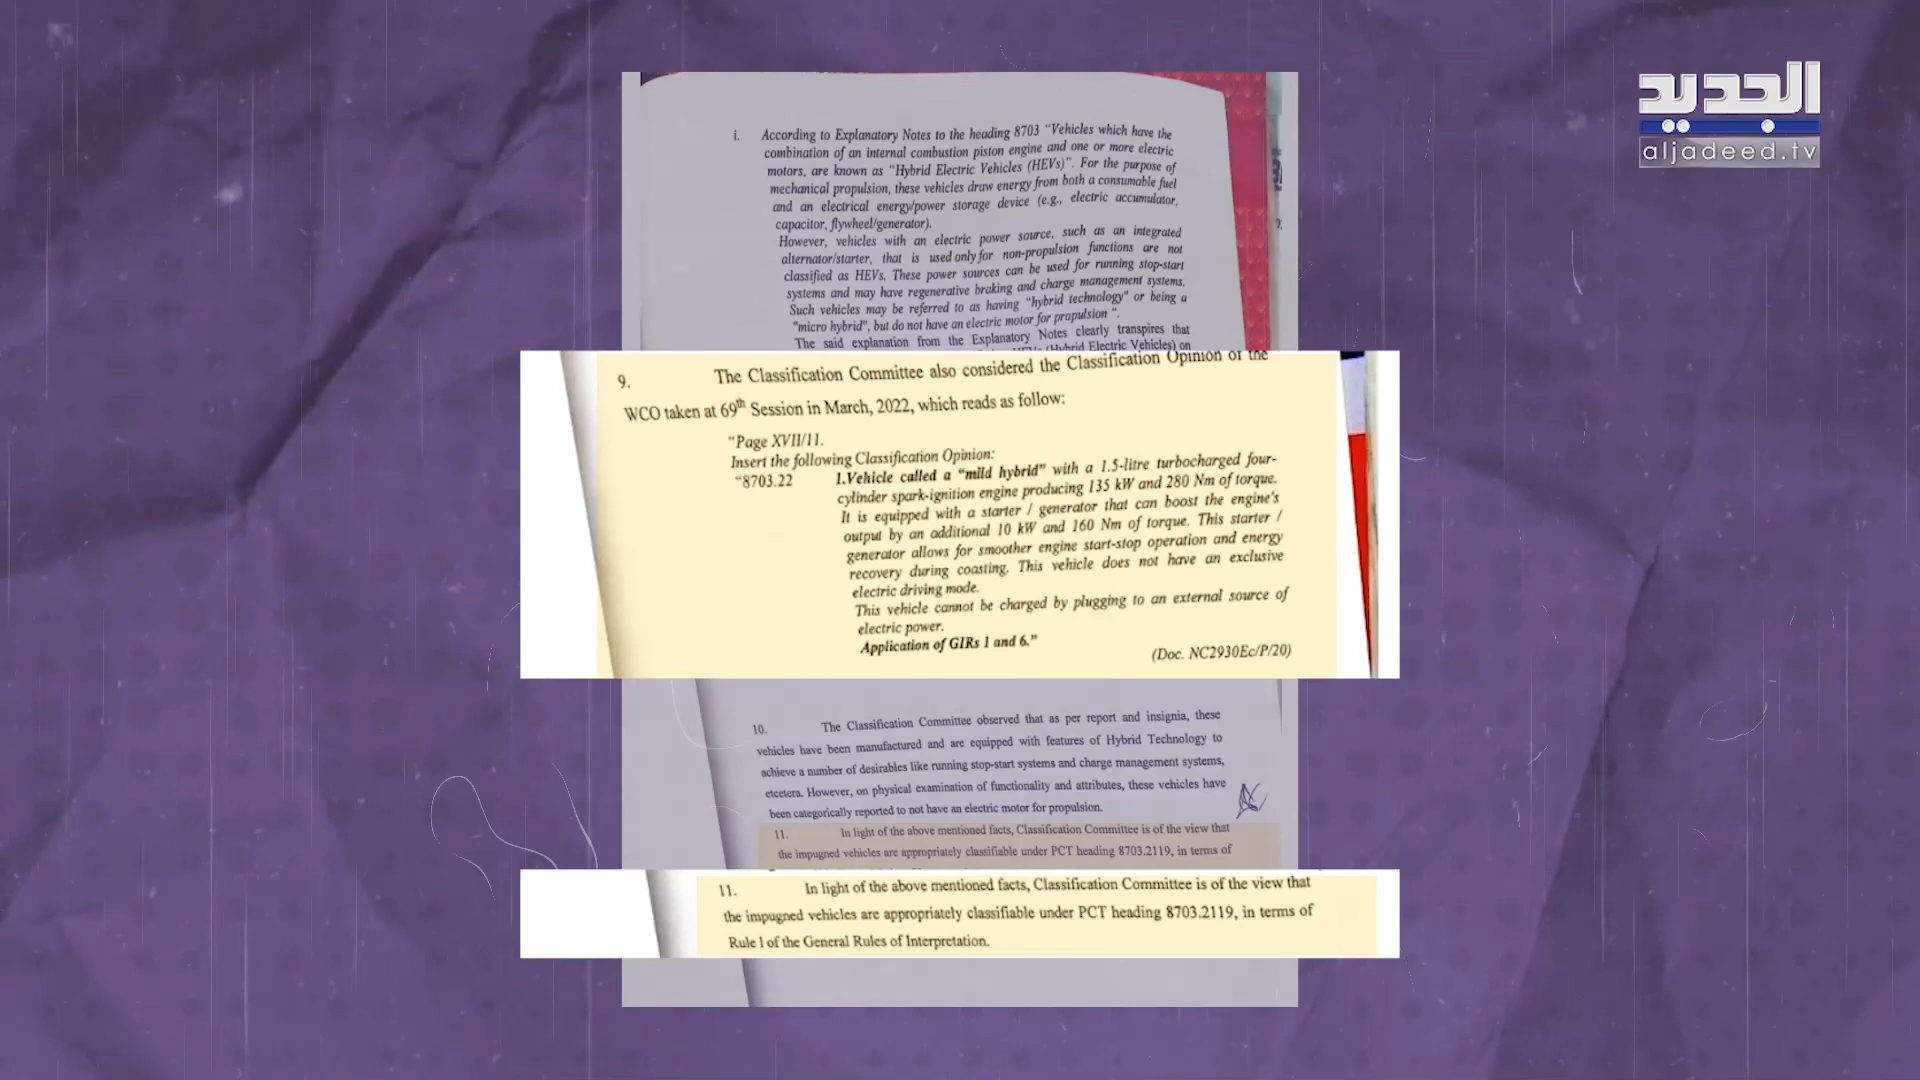 الجديد
aljadeed.tv
i. According to Explanatory Notes to the heading 8703 "Vehicles which have the
combination of an internal combustion piston engine and one or more electric
motors, are known as "Hybrid Electric Vehicles (HEVs)". For the purpose of
mechanical propulsion, these vehicles draw energy from both a consumable fuel
and an electrical energy/power storage device (e.g., electric accumulator,
capacitor, flywheel/generator).
However, vehicles with an electric power source, such as an integrated
alternator/starter, that is used only for non-propulsion functions are not
classified as HEVs. These power sources can be used for running stop-start
systems and may have regenerative braking and charge management systems.
Such vehicles may be referred to as having "hybrid technology" or being a
"micro hybrid", but do not have an electric motor for propulsion ".
The said explanation from the Explanatory Notes clearly transpires that
(Hybrid Electric Vehicles) on
9. The Classification Committee also considered the Classification Opinion of the
WCO taken at 69th Session in March, 2022, which reads as follow:
"Page XVII/11.
Insert the following Classification Opinion:
"8703.22 1.Vehicle called a "mild hybrid" with a 1.5-litre turbocharged four-
cylinder spark-ignition engine producing 135 kW and 280 Nm of torque.
It is equipped with a starter / generator that can boost the engine's
output by an additional 10 kW and 160 Nm of torque. This starter /
generator allows for smoother engine start-stop operation and energy
recovery during coasting. This vehicle does not have an exclusive
electric driving mode.
This vehicle cannot be charged by plugging to an external source of
electric power.
Application of GIRs 1 and 6."
(Doc. NC2930Ec/P/20)
10. The Classification Committee observed that as per report and insignia, these
vehicles have been manufactured and are equipped with features of Hybrid Technology to
achieve a number of desirables like running stop-start systems and charge management systems,
etcetera. However, on physical examination of functionality and attributes, these vehicles have
been categorically reported to not have an electric motor for propulsion.
11. In light of the above mentioned facts, Classification Committee is of the view that
the impugned vehicles are appropriately classifiable under PCT heading 8703.2119, in terms of
11. In light of the above mentioned facts, Classification Committee is of the view that
the impugned vehicles are appropriately classifiable under PCT heading 8703.2119, in terms of
Rule 1 of the General Rules of Interpretation.